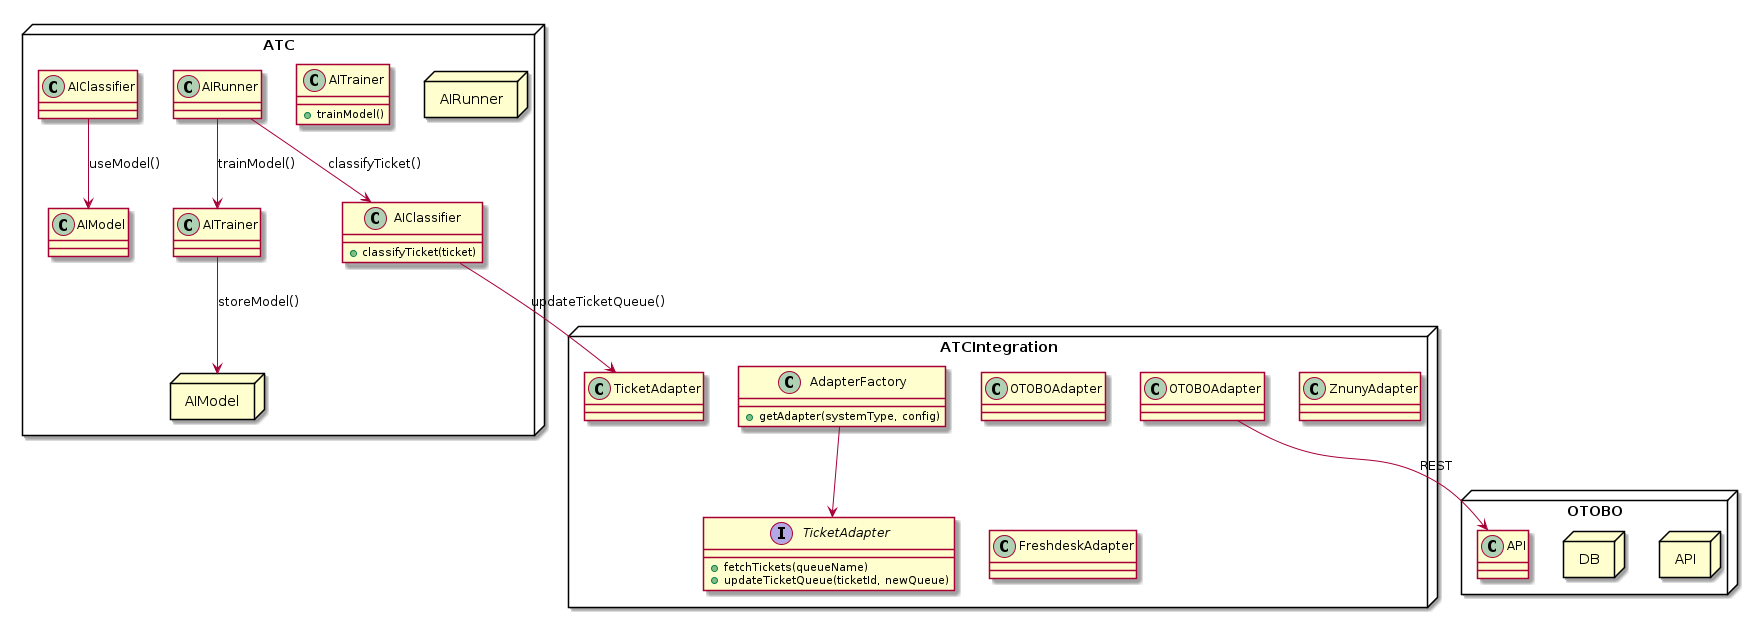 ATC
C AIClassifier
C AIRunner
C AITrainer
trainModel()
AIRunner
useModel()
trainModel()
classifyTicket()
C AIModel
C AITrainer
C AIClassifier
classifyTicket(ticket)
storeModel()
updateTicketQueue()
AIModel
ATCIntegration
C TicketAdapter
C AdapterFactory
getAdapter(systemType, config)
C OTOBOAdapter
C OTOBOAdapter
C ZnunyAdapter
REST
I TicketAdapter
fetchTickets(queueName)
updateTicketQueue(ticketId, newQueue)
C FreshdeskAdapter
OTOBO
C API
DB
API